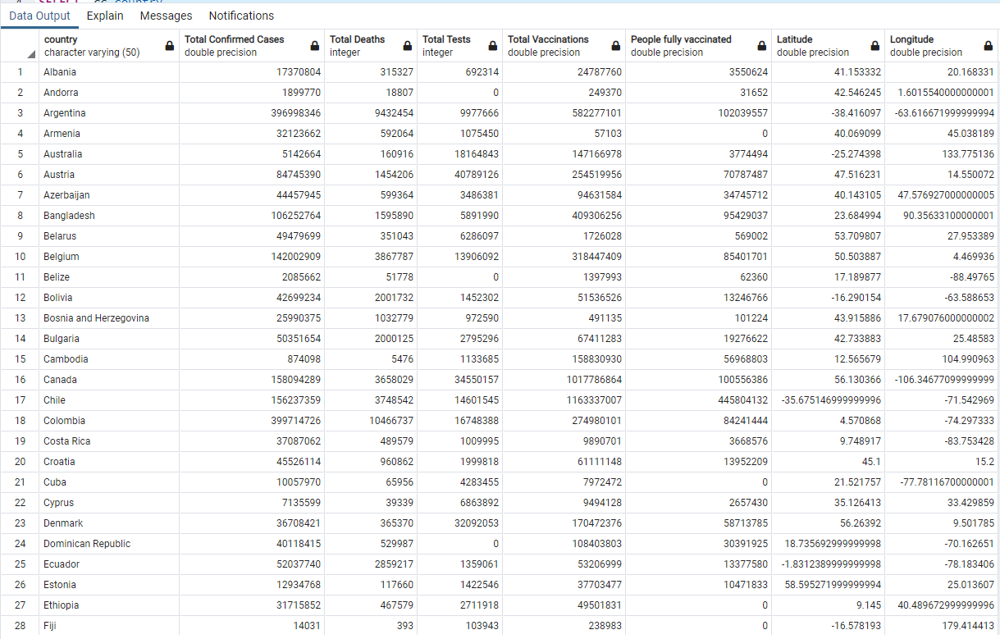 Data Output Explain Messages Notifications
country Total Confirmed Cases Total Deaths Total Tests Total Vaccinations People fully vaccinated Latitude Longitude
character varying (50) double precision integer integer double precision double precision double precision double precision
1 Albania 17370804 315327 692314 24787760 3550624 41.153332 20.168331
2 Andorra 1899770 18807 0 249370 31652 42.546245 1.6015540000000001
3 Argentina 396998346 9432454 9977666 582277101 102039557 -38.416097 -63.616671999999994
4 Armenia 32123662 592064 1075450 57103 0 40.069099 45.038189
5 Australia 5142664 160916 18164843 147166978 3774494 -25.274398 133.775136
6 Austria 84745390 1454206 40789126 254519956 70787487 47.516231 14.550072
7 Azerbaijan 44457945 599364 3486381 94631584 34745712 40.143105 47.576927000000005
8 Bangladesh 106252764 1595890 5891990 409306256 95429037 23.684994 90.35633100000001
9 Belarus 49479699 351043 6286097 1726028 569002 53.709807 27.953389
10 Belgium 142002909 3867787 13906092 318447409 85401701 50.503887 4.469936
11 Belize 2085662 51778 0 1397993 62360 17.189877 -88.49765
12 Bolivia 42699234 2001732 1452302 51536526 13246766 -16.290154 -63.588653
13 Bosnia and Herzegovina 25990375 1032779 972590 491135 101224 43.915886 17.679076000000002
14 Bulgaria 50351654 2000125 2795296 67411283 19276622 42.733883 25.48583
15 Cambodia 874098 5476 1133685 158830930 56968803 12.565679 104.990963
16 Canada 158094289 3658029 34550157 1017786864 100556386 56.130366 -106.34677099999999
17 Chile 156237359 3748542 14601545 1163337007 445804132 -35.675146999999996 -71.542969
18 Colombia 399714726 10466737 16748388 274980101 84241444 4.570868 -74.297333
19 Costa Rica 37087062 489579 1009995 9890701 3668576 9.748917 -83.753428
20 Croatia 45526114 960862 1999818 61111148 13952209 45.1 15.2
21 Cuba 10057970 65956 4283455 7972472 0 21.521757 -77.78116700000001
22 Cyprus 7135599 39339 6863892 9494128 2657430 35.126413 33.429859
23 Denmark 36708421 365370 32092053 170472376 58713785 56.26392 9.501785
24 Dominican Republic 40118415 529987 0 108403803 30391925 18.735692999999998 -70.162651
25 Ecuador 52037740 2859217 1359061 53206999 13377580 -1.8312389999999998 -78.183406
26 Estonia 12934768 117660 1422546 37703477 10471833 58.595271999999994 25.013607
27 Ethiopia 31715852 467579 2711918 49501831 0 9.145 40.489672999999996
28 Fiji 14031 393 103943 238983 0 -16.578193 179.414413